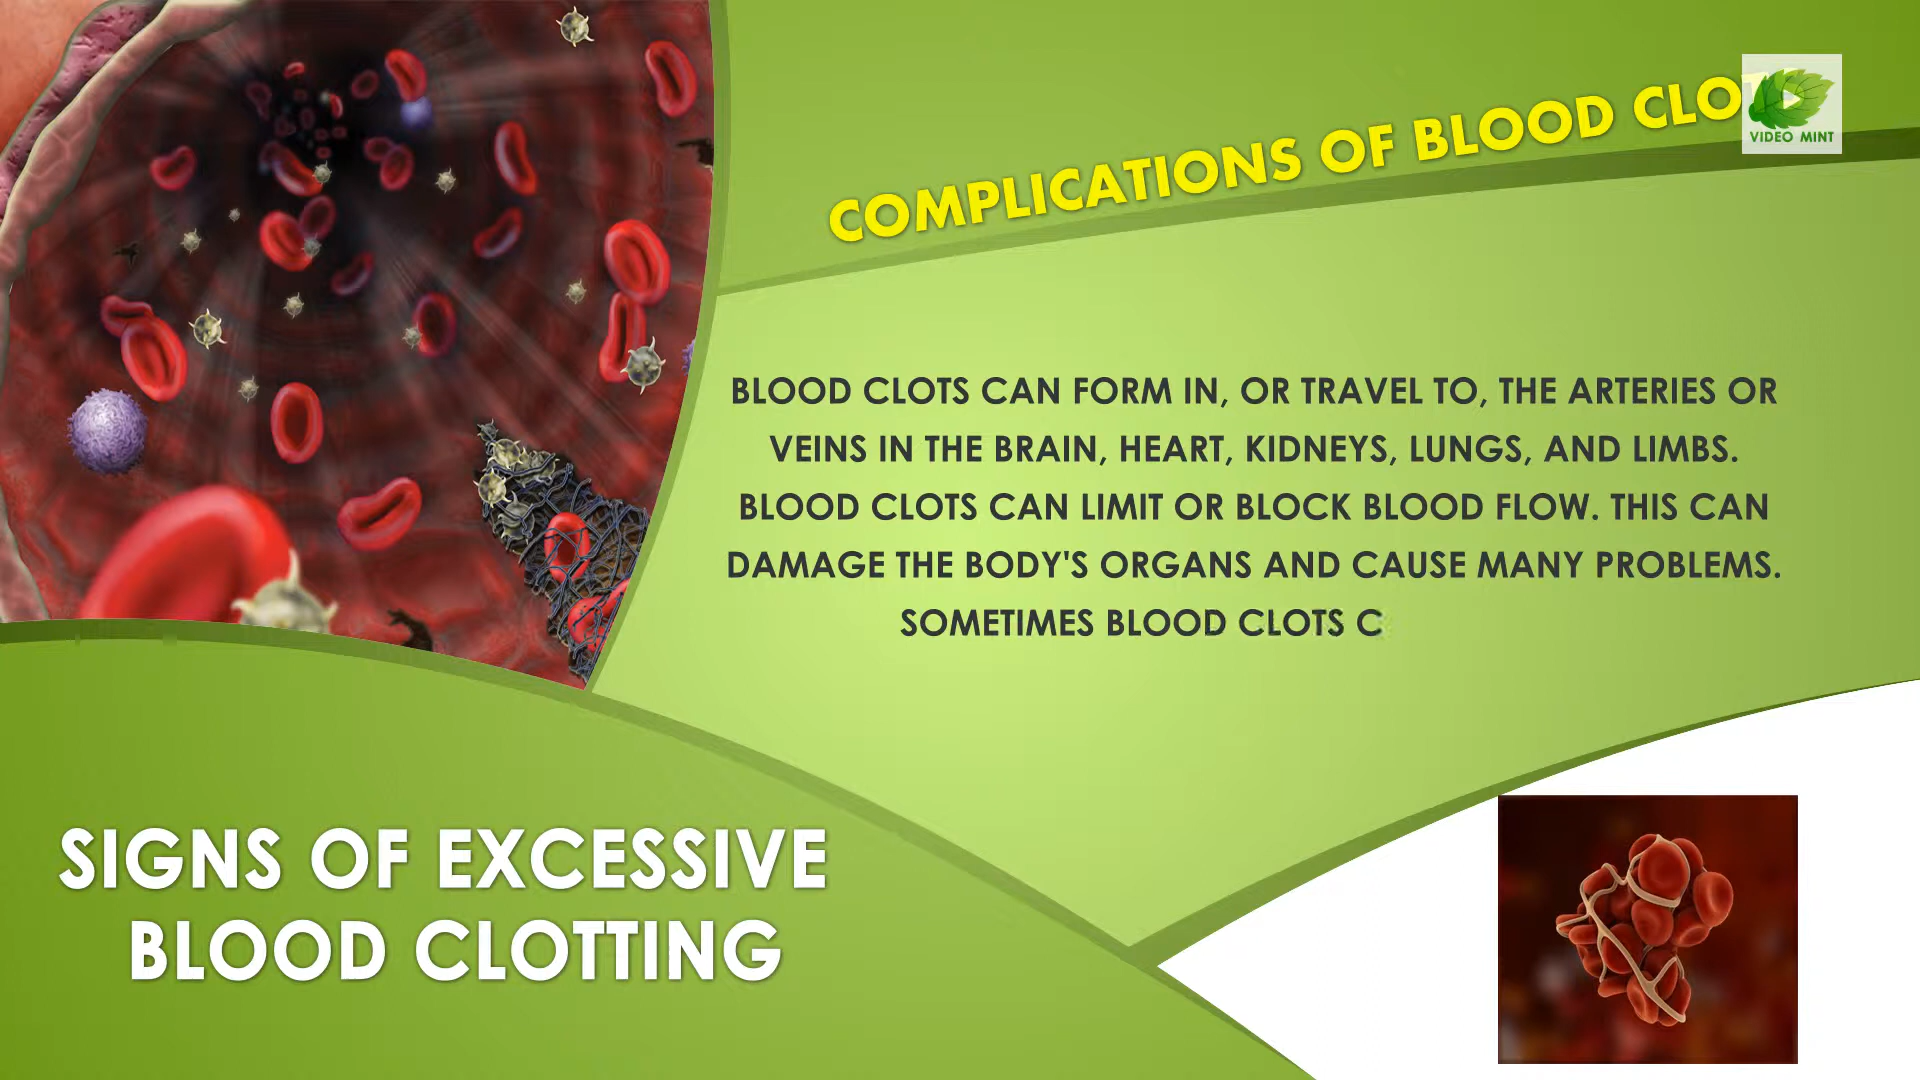 COMPLICATIONS OF BLOOD
VIDEO MINT
BLOOD CLOTS CAN FORM IN, OR TRAVEL TO, THE ARTERIES OR
VEINS IN THE BRAIN, HEART, KIDNEYS, LUNGS, AND LIMBS.
BLOOD CLOTS CAN LIMIT OR BLOCK BLOOD FLOW. THIS CAN
DAMAGE THE BODY'S ORGANS AND CAUSE MANY PROBLEMS.
SOMETIMES BLOOD CLOTS C
SIGNS OF EXCESSIVE
BLOOD CLOTTING